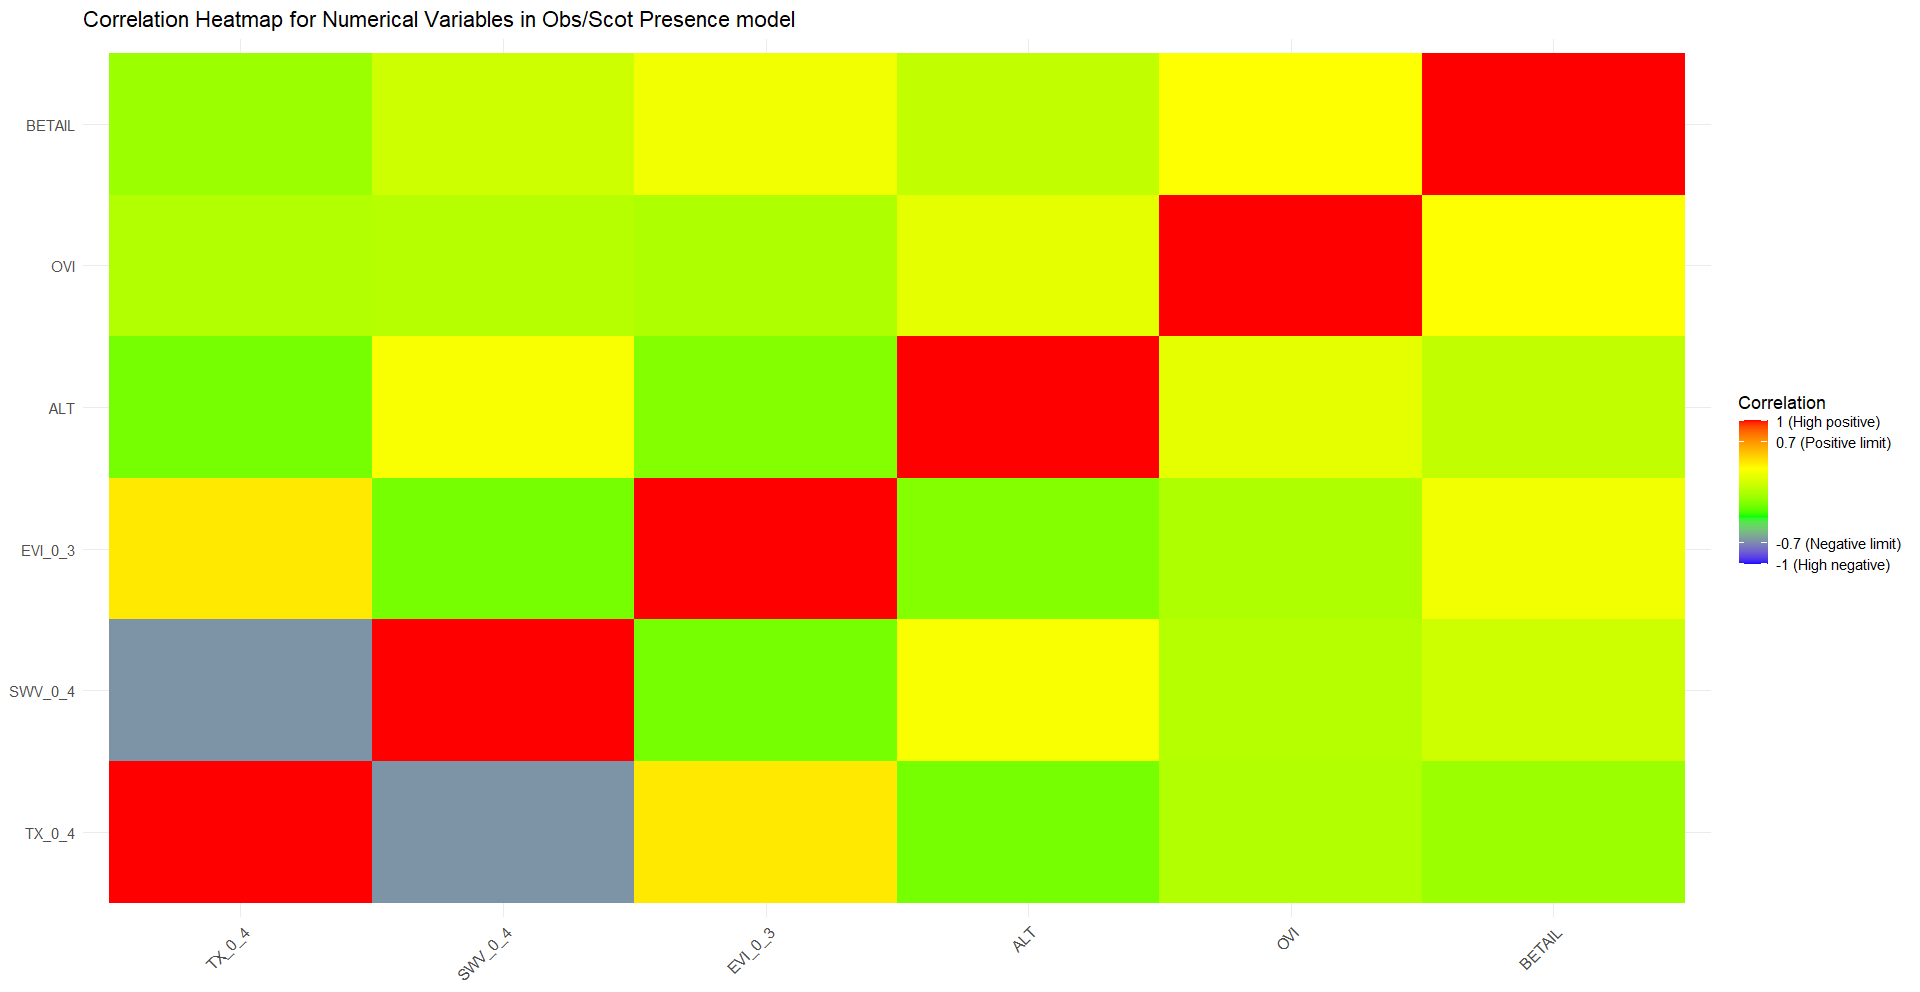 Correlation Heatmap for Numerical Variables in Obs/Scot Presence model
BETAIL
OVI
ALT
EVI_0_3
SWV_0_4
TX_0_4
TX_0_4
SWV_0_4
EVI_0_3
ALT
OVI
BETAIL
Correlation
1 (High positive)
0.7 (Positive limit)
-0.7 (Negative limit)
-1 (High negative)